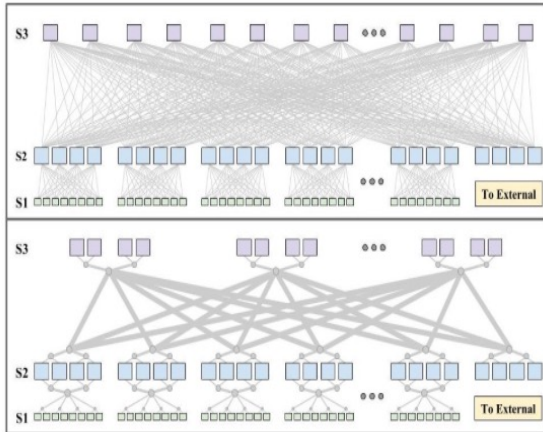 S3
S2
S1
To External
S3
S2
S1
To External